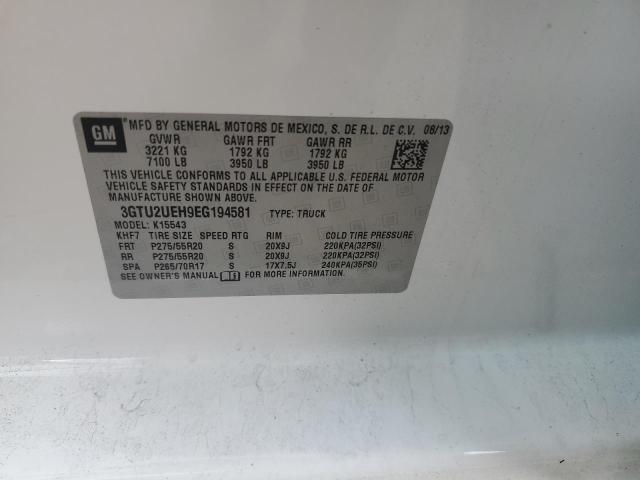 GM
MFD BY GENERAL MOTORS DE MEXICO, S. DE R.L. DE C.V. 08/13
GVWR GAWR FRT GAWR RR
3221 KG 1792 KG 1792 KG
7100 LB 3950 LB 3950 LB
THIS VEHICLE CONFORMS TO ALL APPLICABLE U.S. FEDERAL MOTOR
VEHICLE SAFETY STANDARDS IN EFFECT ON THE DATE OF
MANUFACTURE SHOWN ABOVE.
3GTU2UEH9EG194581 TYPE: TRUCK
MODEL: K15543
KHF7 TIRE SIZE SPEED RIM COLD TIRE PRESSURE
FRT P275/55R20 S 20X9J 220KPA(32PSI)
RR P275/55R20 S 20X9J 220KPA(32PSI)
SPA P265/70R17 S 17X7.5J 240KPA(35PSI)
SEE OWNER'S MANUAL FOR MORE INFORMATION.